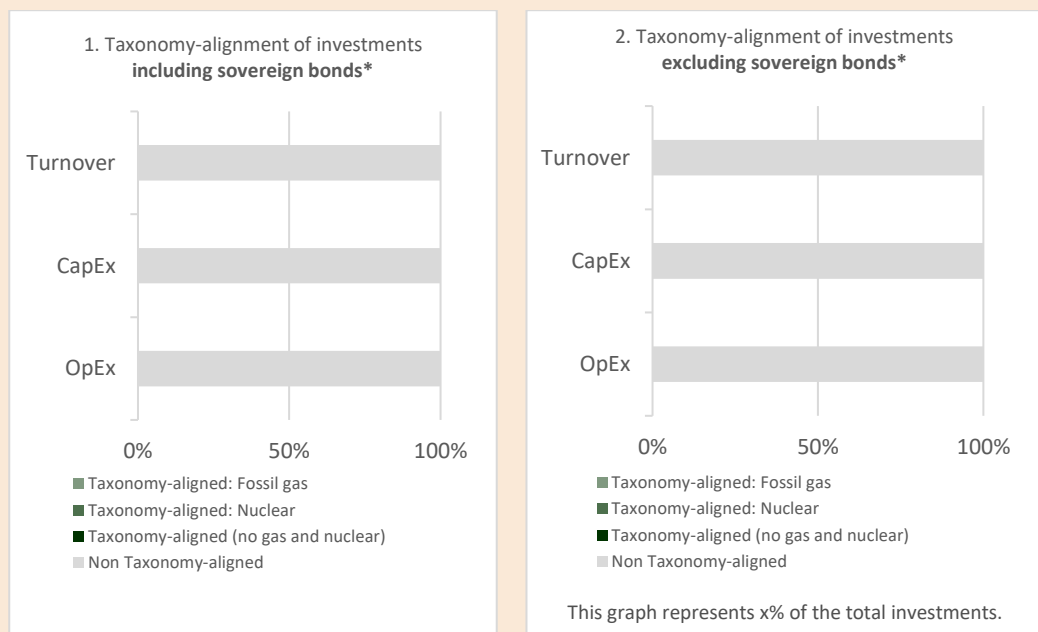 1. Taxonomy-alignment of investments
including sovereign bonds*
Turnover
CapEx
OpEx
0% 50% 100%
Taxonomy-aligned: Fossil gas
Taxonomy-aligned: Nuclear
Taxonomy-aligned (no gas and nuclear)
Non Taxonomy-aligned
2. Taxonomy-alignment of investments
excluding sovereign bonds*
Turnover
CapEx
OpEx
0% 50% 100%
Taxonomy-aligned: Fossil gas
Taxonomy-aligned: Nuclear
Taxonomy-aligned (no gas and nuclear)
Non Taxonomy-aligned
This graph represents x% of the total investments.